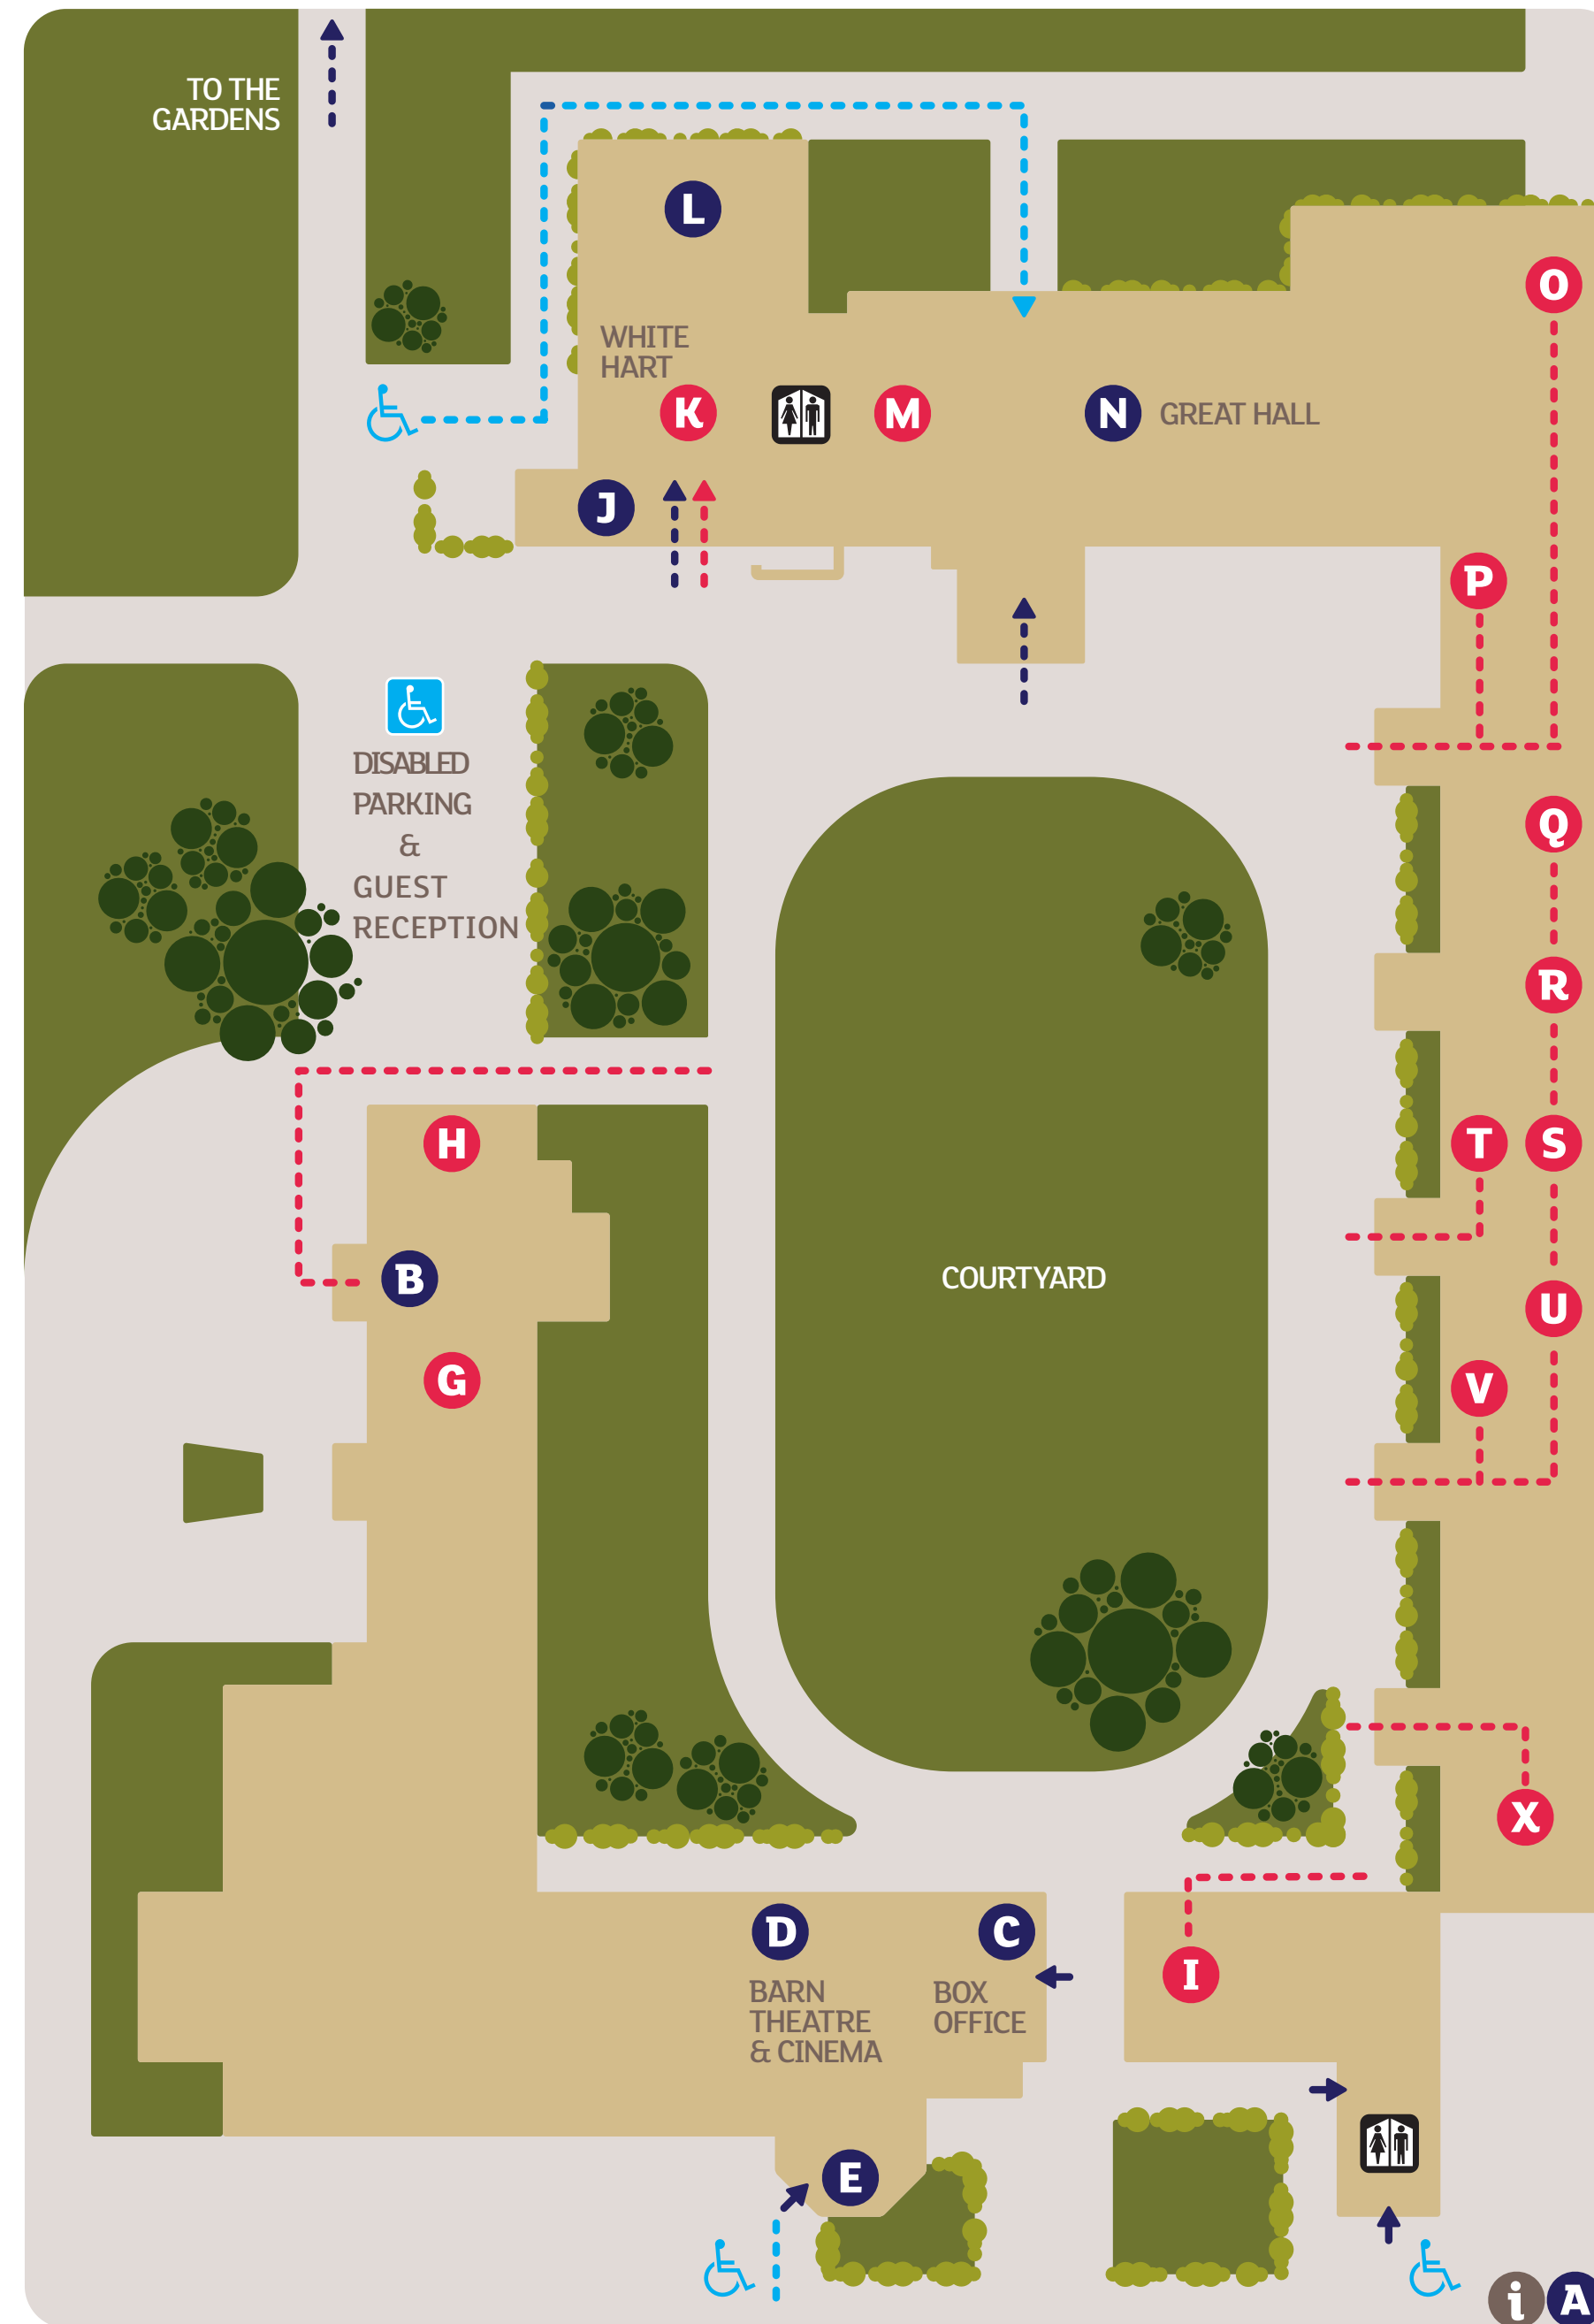 TO THE
GARDENS
L
O
WHITE
HART
K
M
N
GREAT HALL
J
P
DISABLED
PARKING
&
GUEST
RECEPTION
Q
R
H
T
S
B
COURTYARD
U
G
V
X
D
C
I
BARN
THEATRE
& CINEMA
BOX
OFFICE
E
i
A